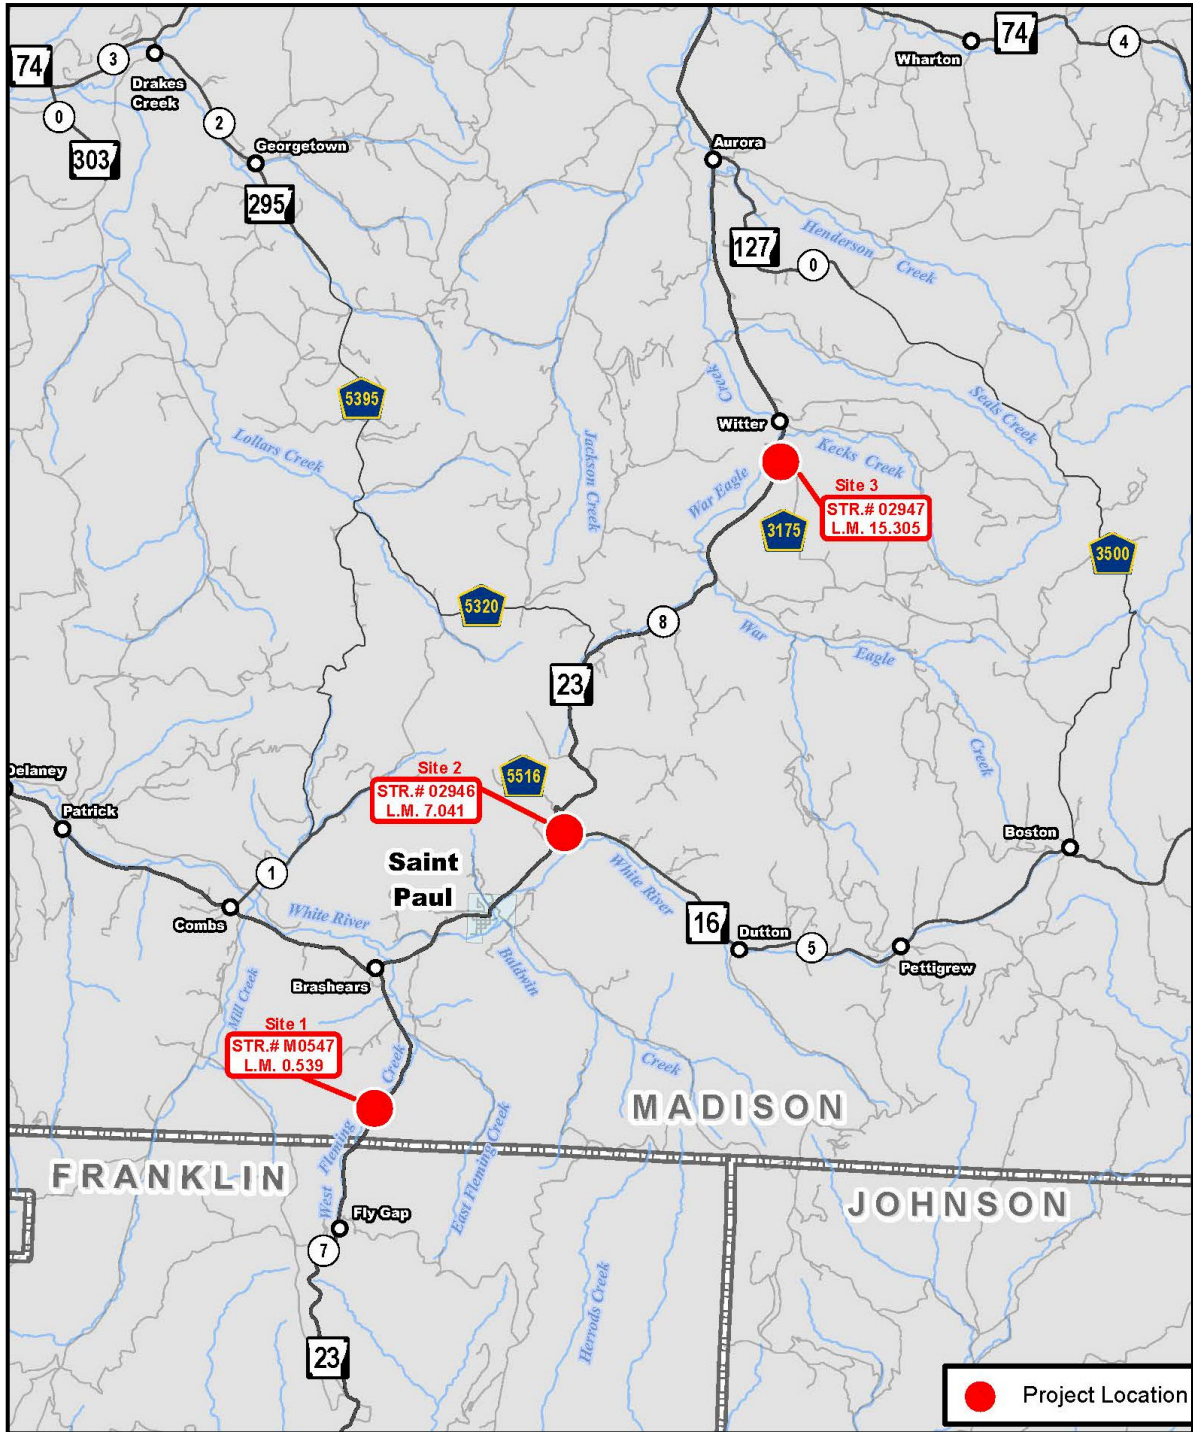 74
3
Drakes
Creek
0
2
303
Georgetown
295
Aurora
Wharton
74
4
127
0
Henderson
Creek
5395
Lollars Creek
Jackson Creek
Creek
Witter
Seals Creek
Kecks Creek
War Eagle
Site 3
STR.# 02947
L.M. 15.305
3175
3500
5320
8
War
Eagle
Creek
23
Delaney
Patrick
Site 2
STR.# 02946
L.M. 7.041
5516
1
Saint
Paul
Combs
White River
White River
Boston
16
Dutton
5
Pettigrew
Brashears
Baldwin
Creek
Mill Creek
Site 1
STR.# M0547
L.M. 0.539
West Fleming Creek
East Fleming Creek
MADISON
FRANKLIN
JOHNSON
Fly Gap
7
Herrods Creek
23
Project Location